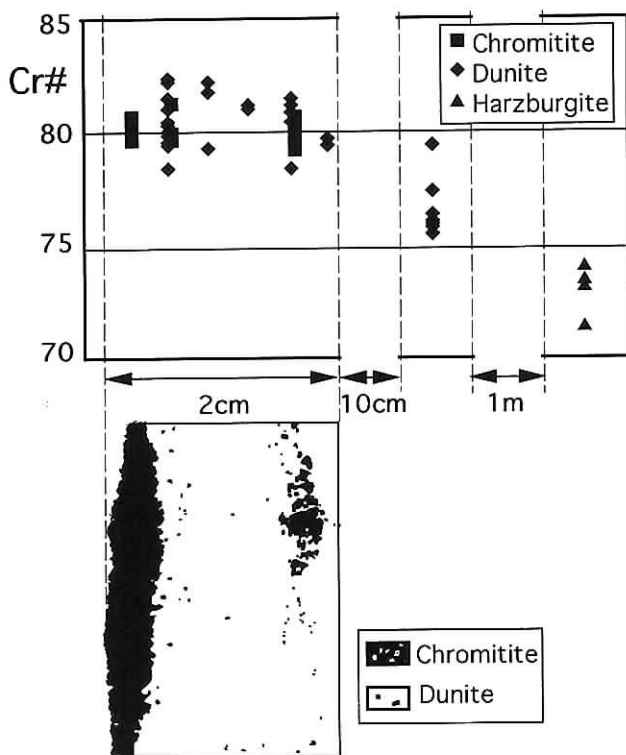 85
Cr#
80
75
70
Chromitite
Dunite
Harzburgite
2cm
10cm
1m
Chromitite
Dunite